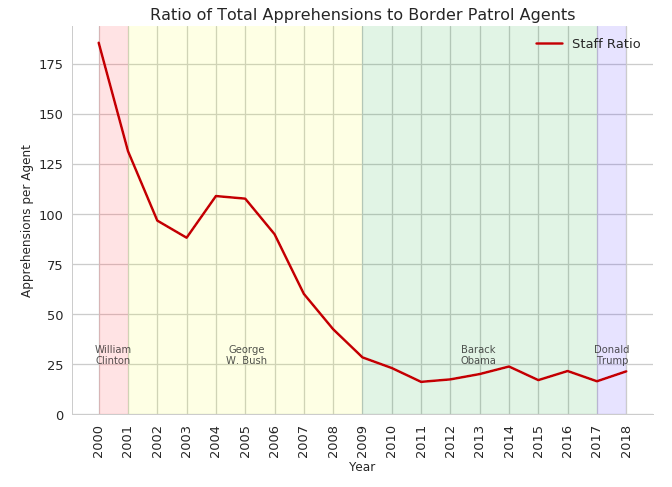 Ratio of Total Apprehensions to Border Patrol Agents
Staff Ratio
Apprehensions per Agent
175
150
125
100
75
50
25
0
William
Clinton
George
W. Bush
Barack
Obama
Donald
Trump
2000
2001
2002
2003
2004
2005
2006
2007
2008
2009
2010
2011
2012
2013
2014
2015
2016
2017
2018
Year